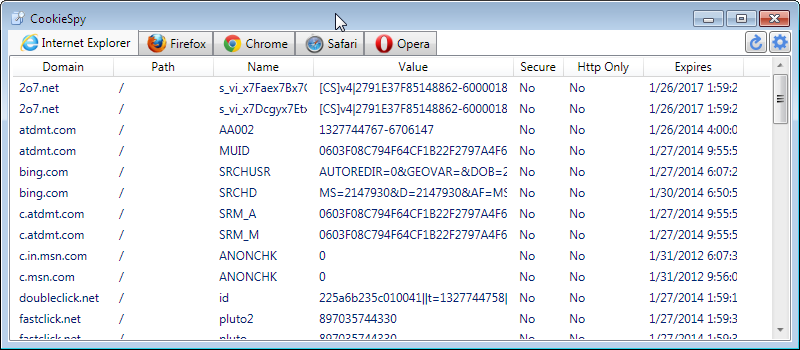 CookieSpy
Internet Explorer Firefox Chrome Safari Opera
Domain Path Name Value Secure Http Only Expires
2o7.net / s_vi_x7Faex7Bx7C [CS]v4|2791E37F85148862-6000018 No No 1/26/2017 1:59:2
2o7.net / s_vi_x7Dcgyx7Etx [CS]v4|2791E37F85148862-6000018 No No 1/26/2017 1:59:2
atdmt.com / AA002 1327744767-6706147 No No 1/26/2014 4:00:0
atdmt.com / MUID 0603F08C794F64CF1B22F2797A4F6 No No 1/27/2014 9:55:5
bing.com / SRCHUSR AUTOREDIR=0&GEOVAR=&DOB=2 No No 1/27/2014 6:07:2
bing.com / SRCHD MS=2147930&D=2147930&AF=MS No No 1/30/2014 6:50:5
c.atdmt.com / SRM_A 0603F08C794F64CF1B22F2797A4F6 No No 1/27/2014 9:55:5
c.atdmt.com / SRM_M 0603F08C794F64CF1B22F2797A4F6 No No 1/27/2014 9:55:5
c.in.msn.com / ANONCHK 0 No No 1/31/2012 6:07:3
c.msn.com / ANONCHK 0 No No 1/31/2012 9:56:0
doubleclick.net / id 225a6b235c010041||t=1327744758| No No 1/27/2014 1:59:1
fastclick.net / pluto2 897035744330 No No 1/27/2014 1:59:3
fastclick.net / pluto 897035744330 No No 1/27/2014 1:59:3